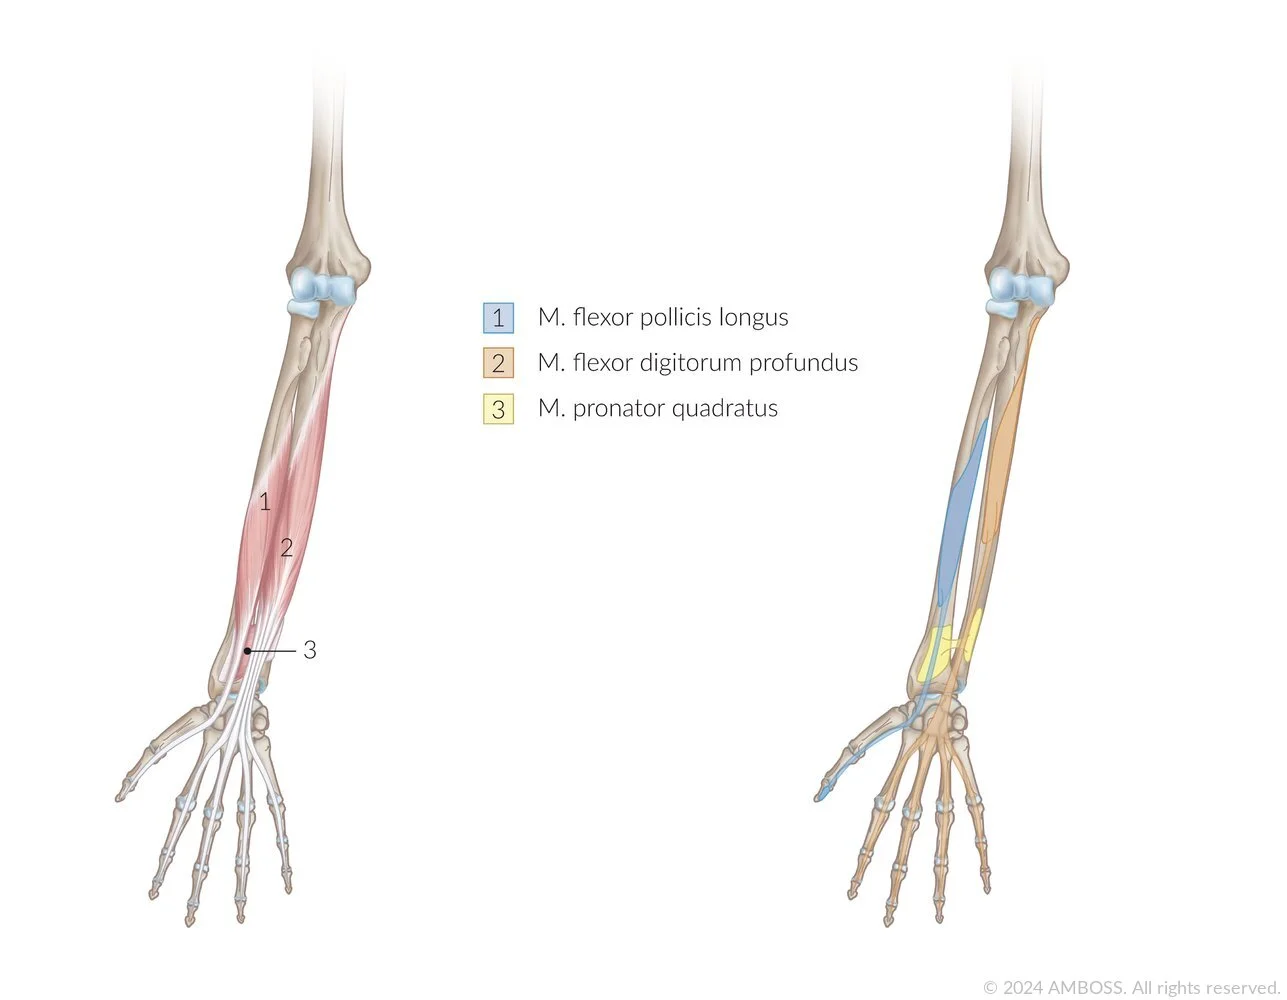 1 M. flexor pollicis longus
2 M. flexor digitorum profundus
3 M. pronator quadratus
1
2
3
© 2024 AMBOSS. All rights reserved.